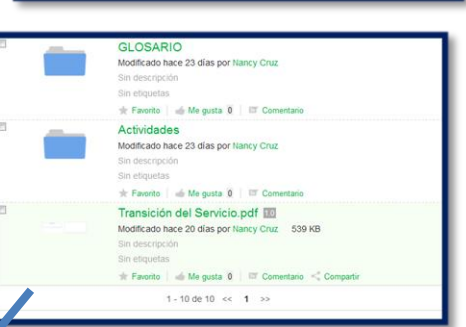 GLOSARIO
Modificado hace 23 días por Nancy Cruz
Sin descripción
Sin etiquetas
Favorito Me gusta 0 Comentario
Actividades
Modificado hace 23 días por Nancy Cruz
Sin descripción
Sin etiquetas
Favorito Me gusta 0 Comentario
Transición del Servicio.pdf 1.0
Modificado hace 20 días por Nancy Cruz 539 KB
Sin descripción
Sin etiquetas
Favorito Me gusta 0 Comentario Compartir
1 - 10 de 10 << 1 >>